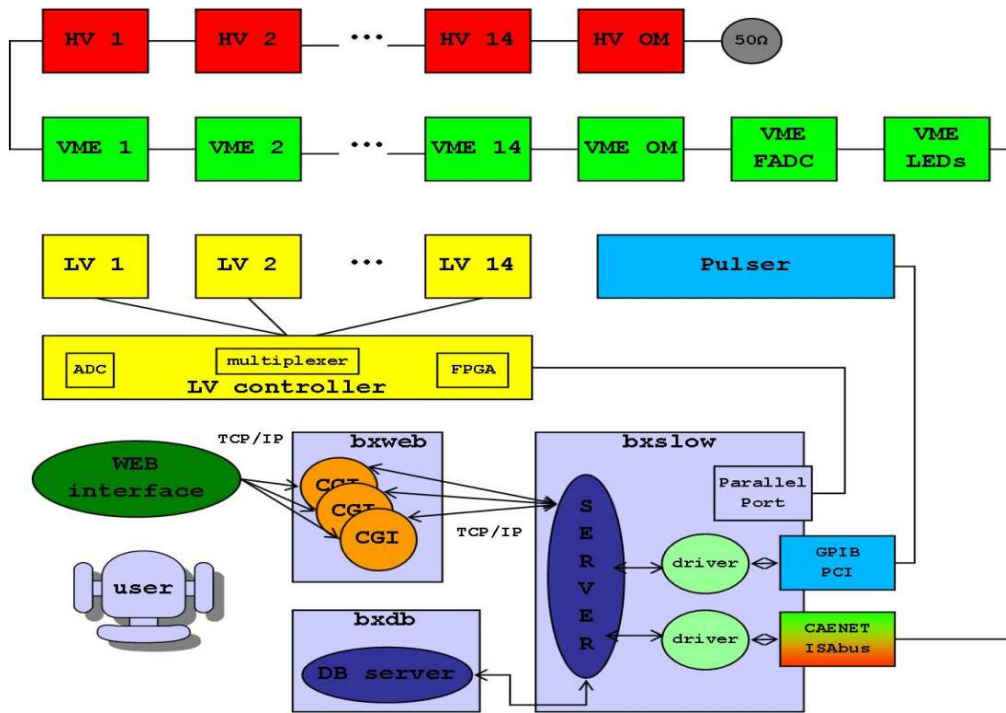 HV 1
HV 2
...
HV 14
HV OM
50Ω
VME 1
VME 2
...
VME 14
VME OM
VME
FADC
VME
LEDs
LV 1
LV 2
...
LV 14
Pulser
ADC
multiplexer
FPGA
LV controller
TCP/IP
bxweb
bxslow
WEB
interface
CGI
CGI
CGI
TCP/IP
SERVER
Parallel
Port
driver
GPIB
PCI
user
driver
CAENET
ISAbus
bxdb
DB server